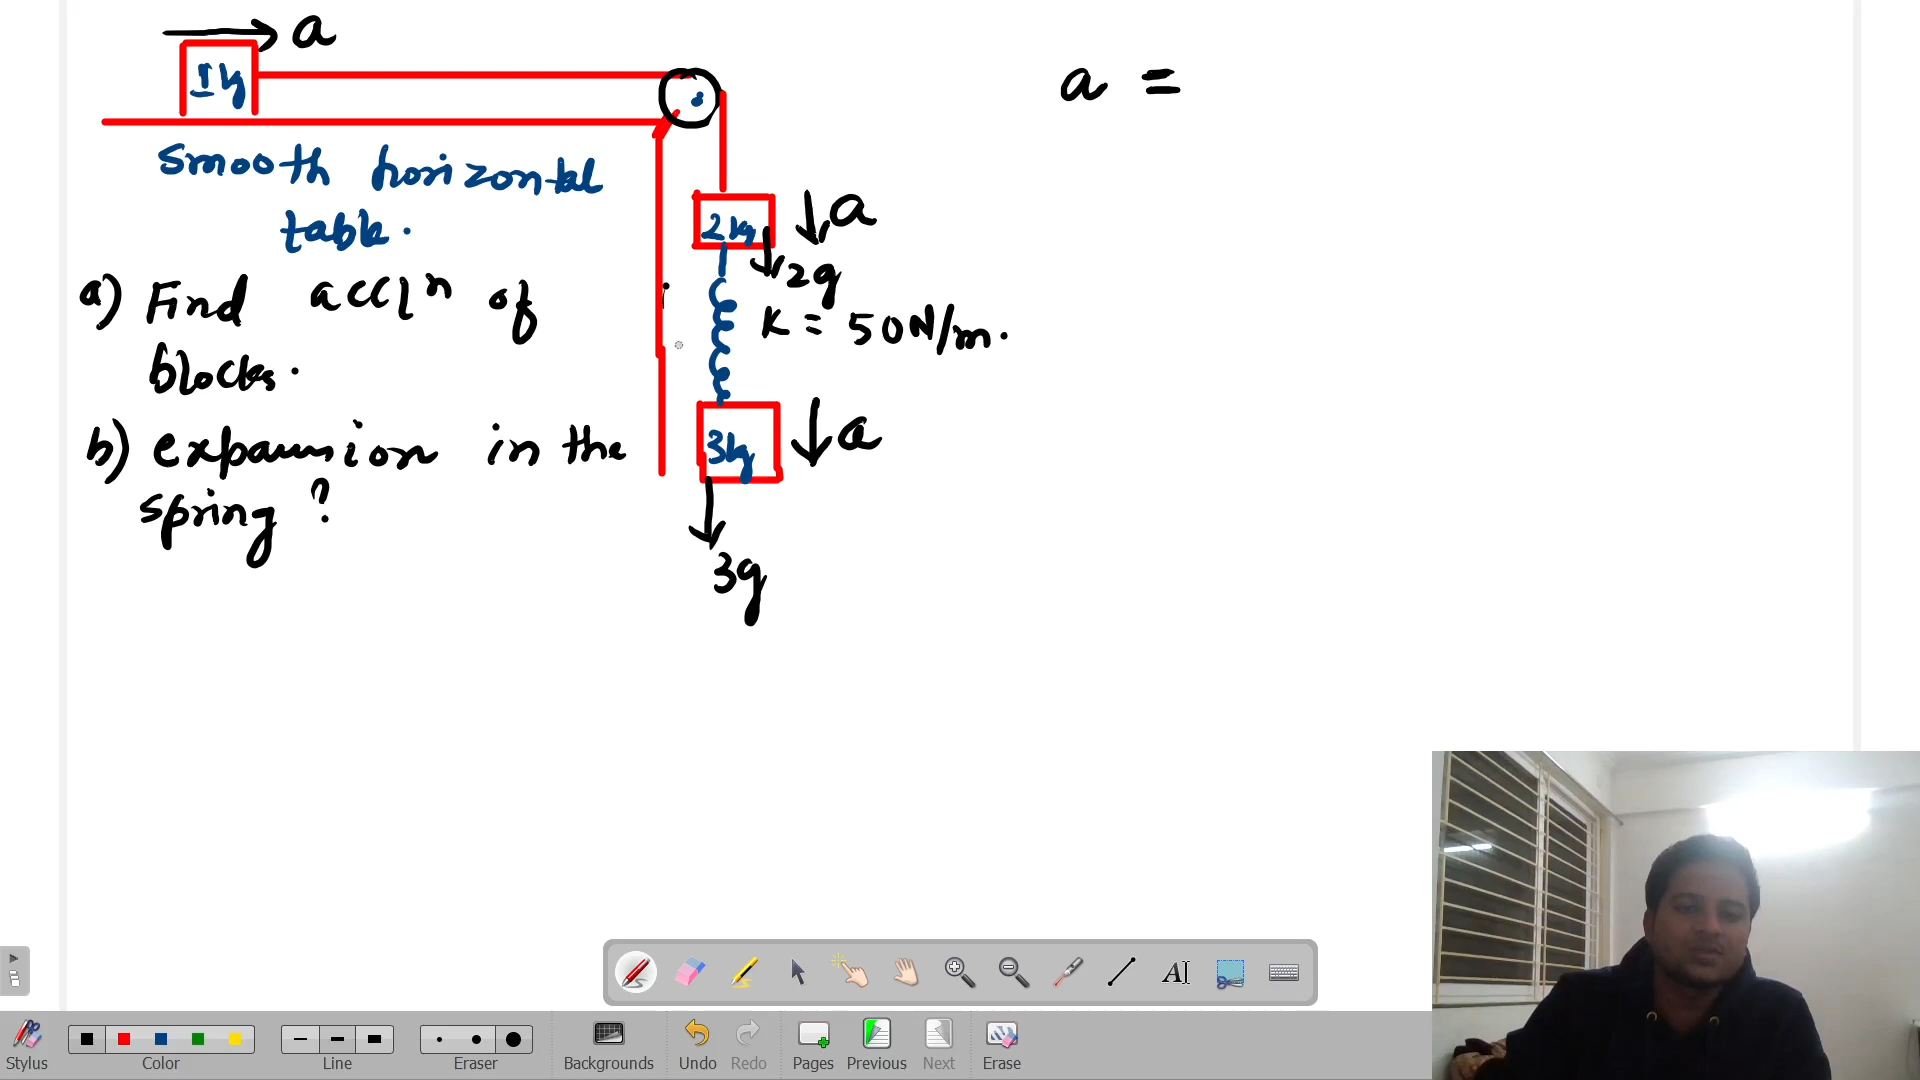 a
a =
1kg
smooth horizontal
table.
2kg
a
2g
a) Find accl^n of
blocks.
K = 50N/m.
b) expansion in the
spring ?
3kg
a
3g
Stylus
Color
Line
Eraser
Backgrounds
Undo
Redo
Pages
Previous
Next
Erase